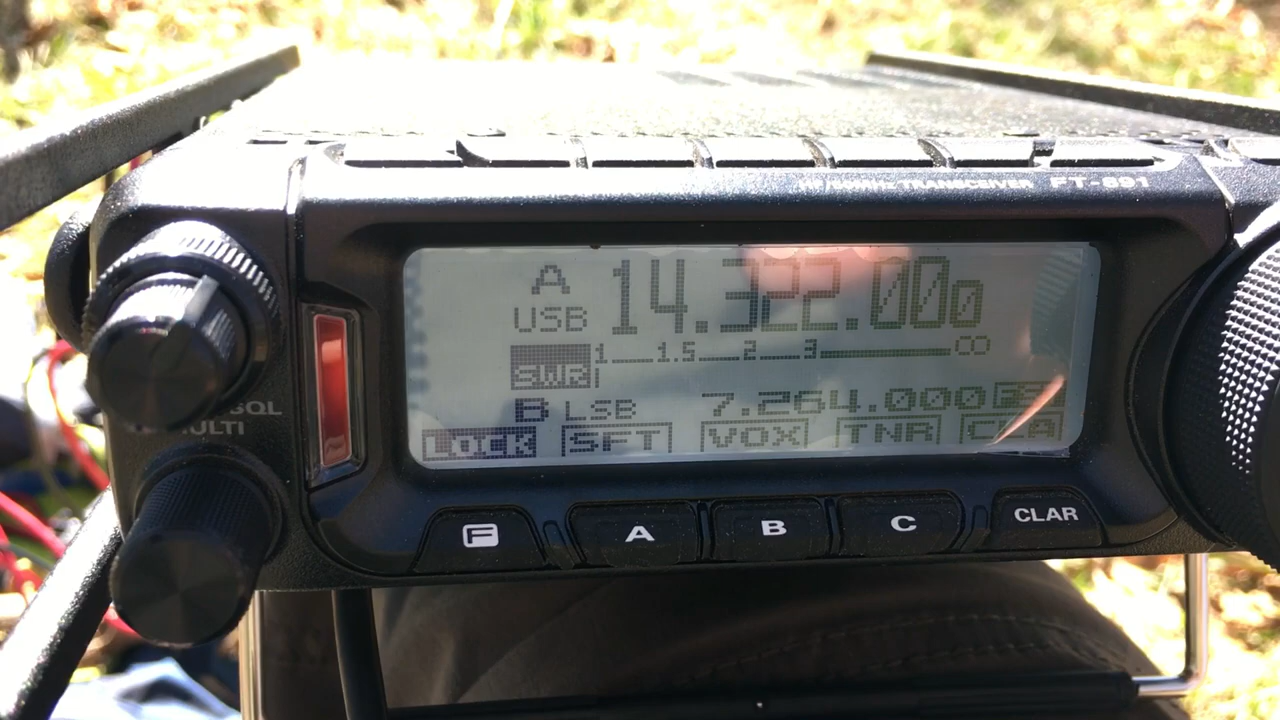 TRANSCEIVER FT-891
A 14.322.000
USB
1 1.5 2 3 ∞
SWR
B LSB 7.264.000
LOCK SFT VOX TNR
SQL
MULTI
F A B C CLAR